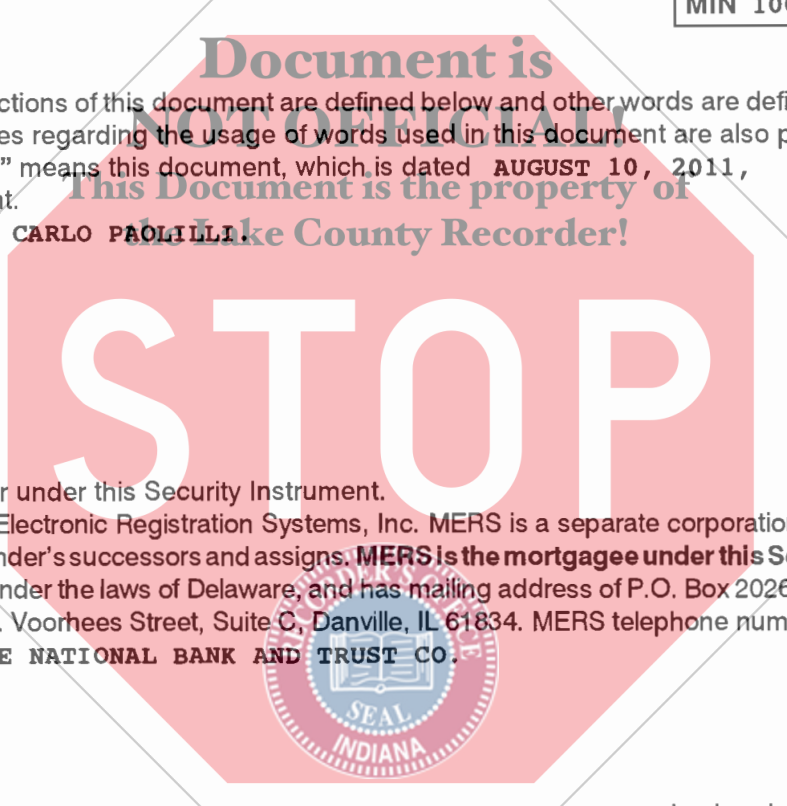 MIN 10
Document is
ctions of this document are defined below and other words are defi
NOT OFFICIAL!
es regarding the usage of words used in this document are also p
” means this document, which is dated AUGUST 10, 2011,
This Document is the property of
nt.
CARLO PAOLILLI.
the Lake County Recorder!
STOP
r under this Security Instrument.
Electronic Registration Systems, Inc. MERS is a separate corporatio
nder’s successors and assigns. MERS is the mortgagee under this S
nder the laws of Delaware, and has mailing address of P.O. Box 2026
. Voorhees Street, Suite C, Danville, IL 61834. MERS telephone num
E NATIONAL BANK AND TRUST CO.
RECORDER'S OFFICE
SEAL
INDIANA